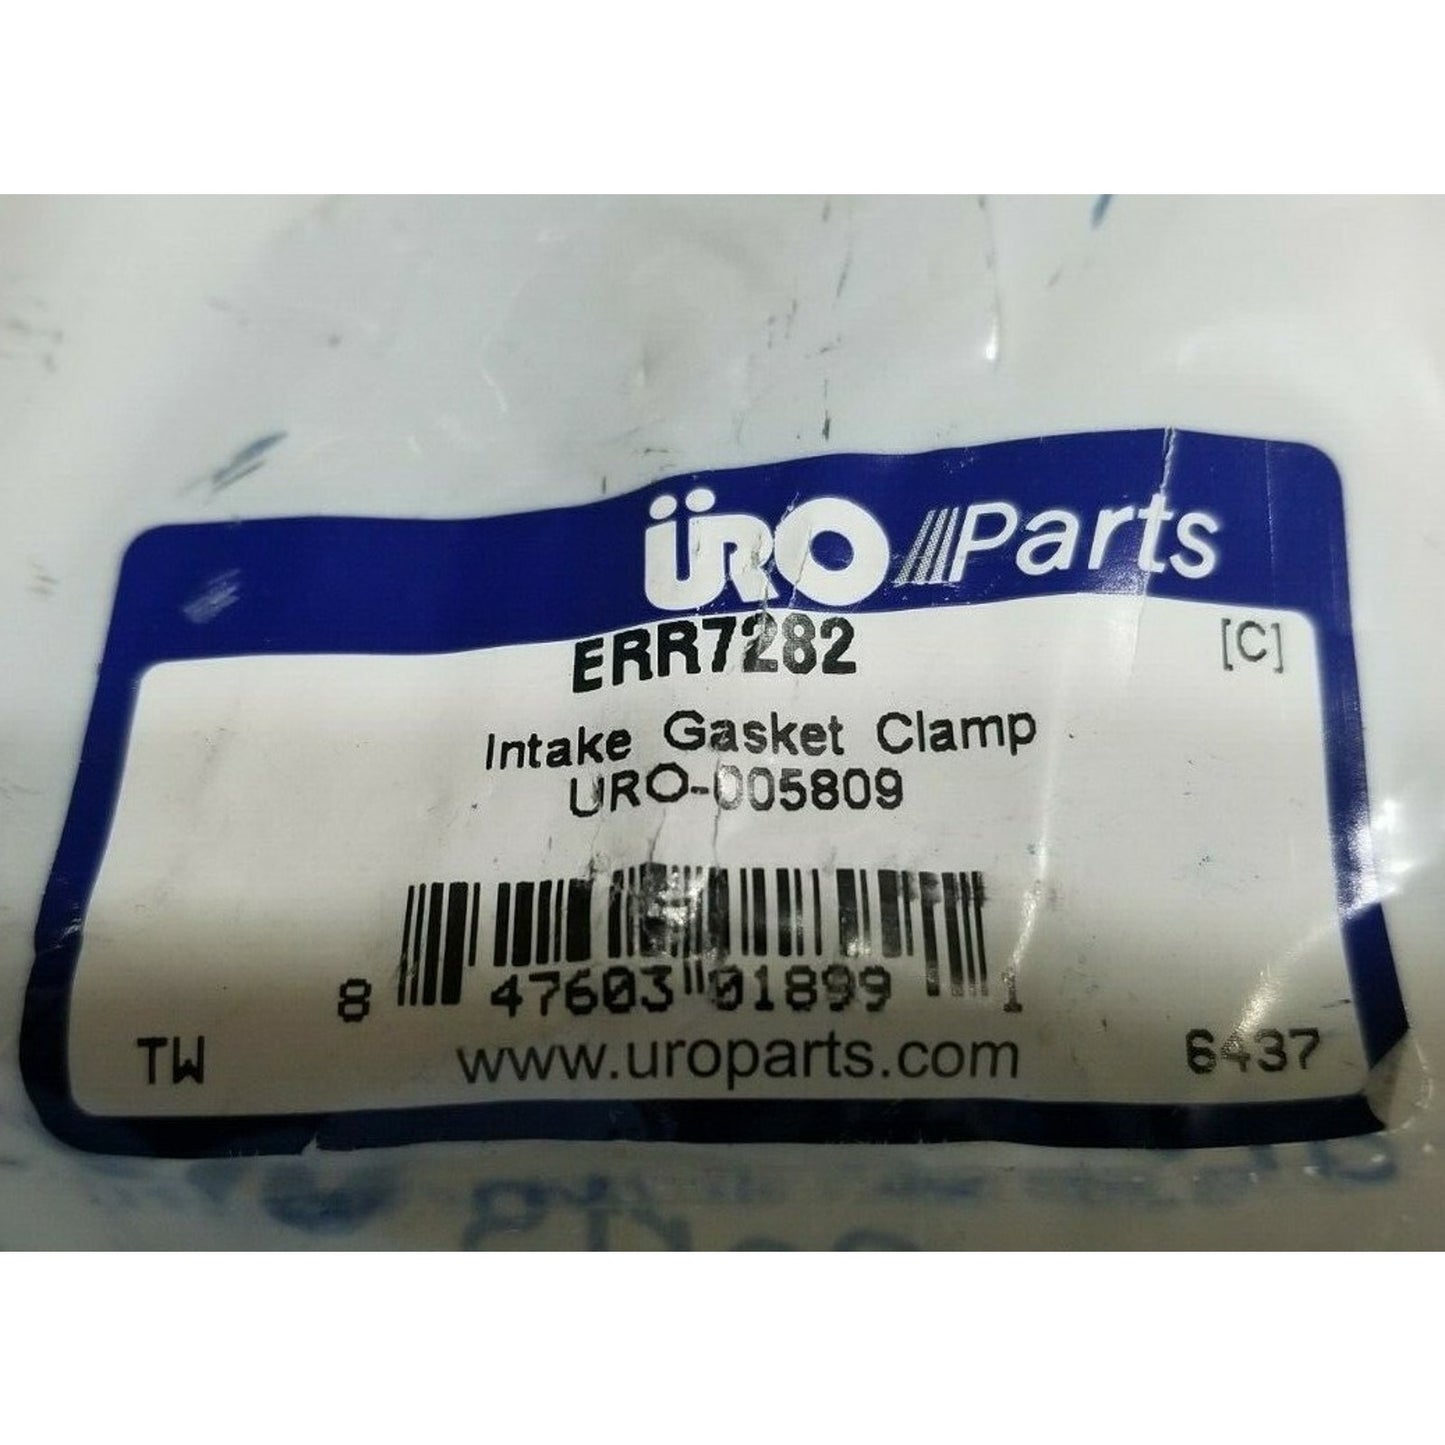 ÜRO Parts
ERR7282 [C]
Intake Gasket Clamp
URO-005809
8 47603 01899 1
TW www.uroparts.com 6437